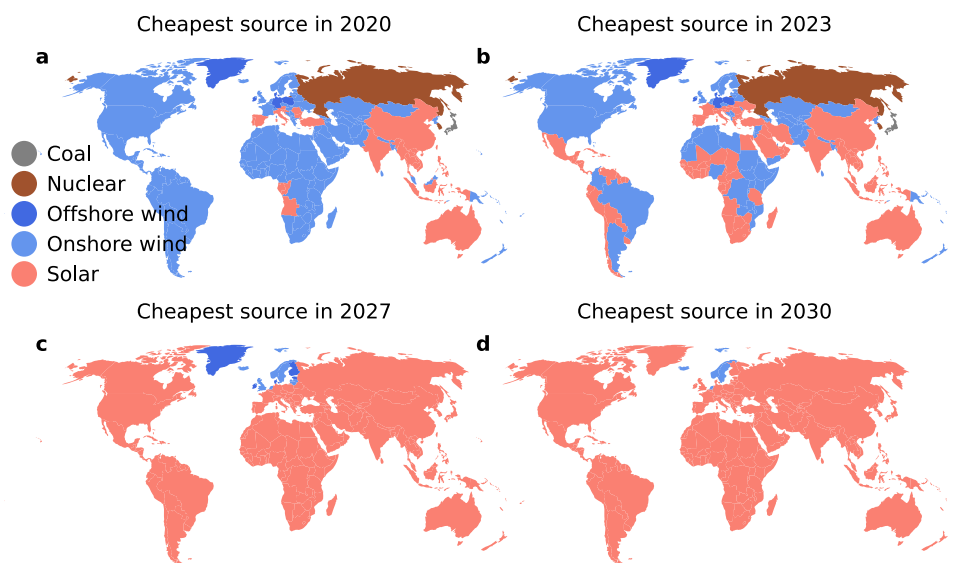 Cheapest source in 2020
Cheapest source in 2023
a
b
Coal
Nuclear
Offshore wind
Onshore wind
Solar
Cheapest source in 2027
Cheapest source in 2030
c
d